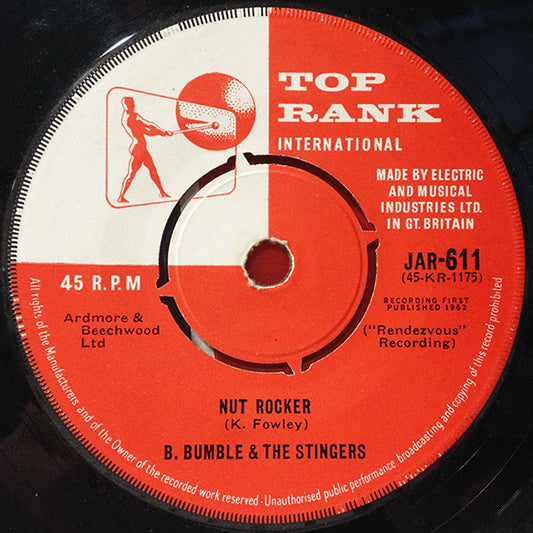 TOP
RANK
INTERNATIONAL
MADE BY ELECTRIC
AND MUSICAL
INDUSTRIES LTD.
IN GT. BRITAIN
45 R.P.M
JAR-611
(45-KR-1175)
RECORDING FIRST
PUBLISHED 1962
Ardmore &
Beechwood
Ltd
("Rendezvous"
Recording)
NUT ROCKER
(K. Fowley)
B. BUMBLE & THE STINGERS
All rights of the Manufacturers and of the Owner of the recorded work reserved - Unauthorised public performance broadcasting and copying of this record prohibited